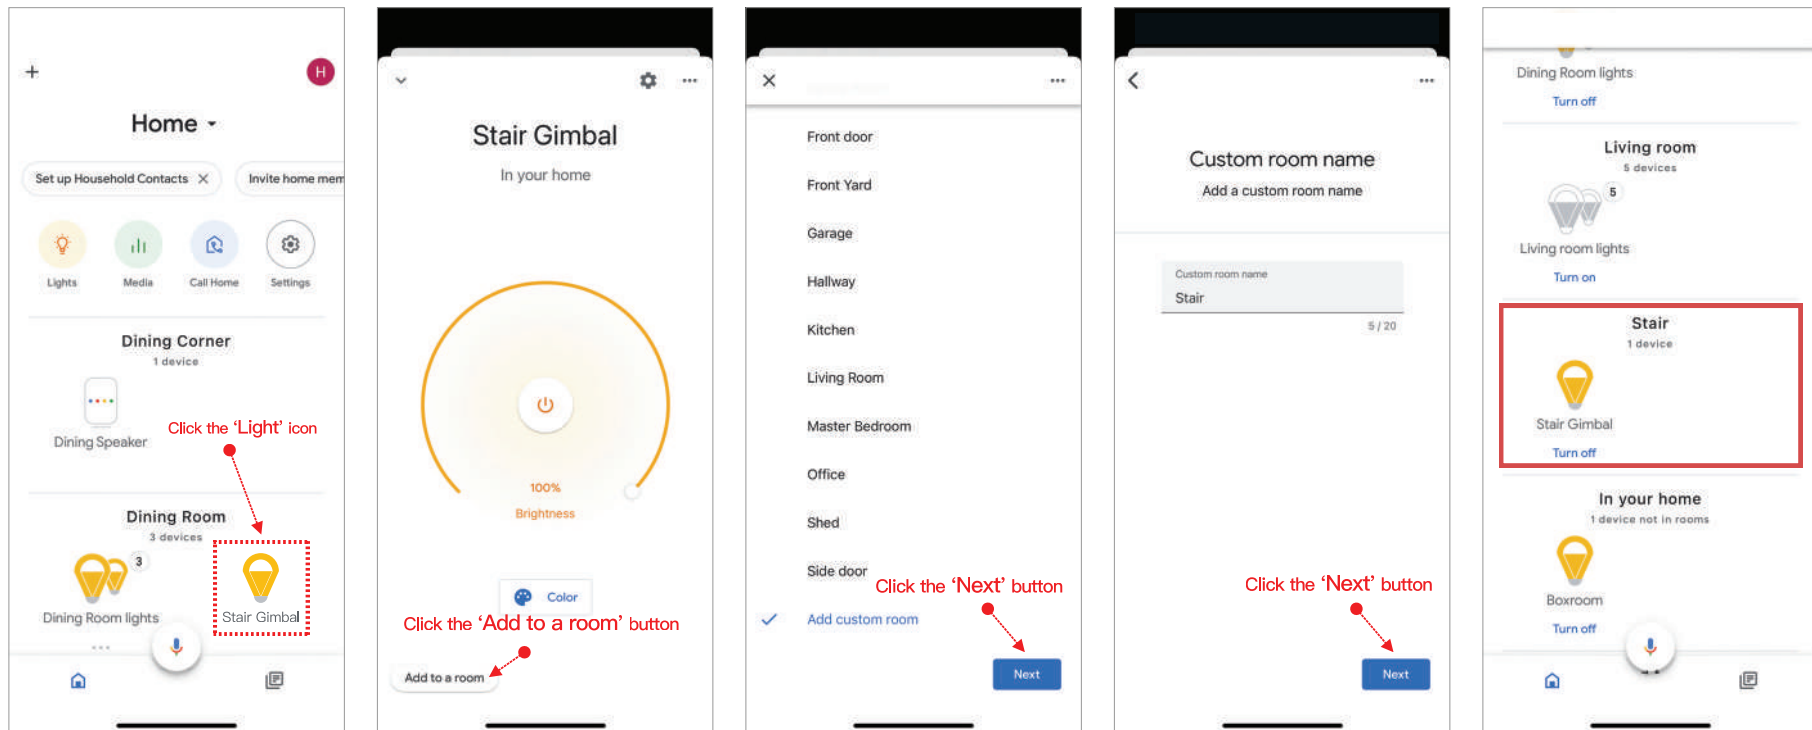 H
Home
Set up Household Contacts
Invite home mem
Lights
Media
Call Home
Settings
Dining Corner
1 device
Dining Speaker
Click the ‘Light’ icon
Dining Room
3 devices
3
Dining Room lights
Stair Gimbal
Stair Gimbal
In your home
100%
Brightness
Color
Click the ‘Add to a room’ button
Add to a room
Front door
Front Yard
Garage
Hallway
Kitchen
Living Room
Master Bedroom
Office
Shed
Side door
Click the ‘Next’ button
Add custom room
Next
Custom room name
Add a custom room name
Custom room name
Stair
5 / 20
Click the ‘Next’ button
Next
Dining Room lights
Turn off
Living room
5 devices
5
Living room lights
Turn on
Stair
1 device
Stair Gimbal
Turn off
In your home
1 device not in rooms
Boxroom
Turn off